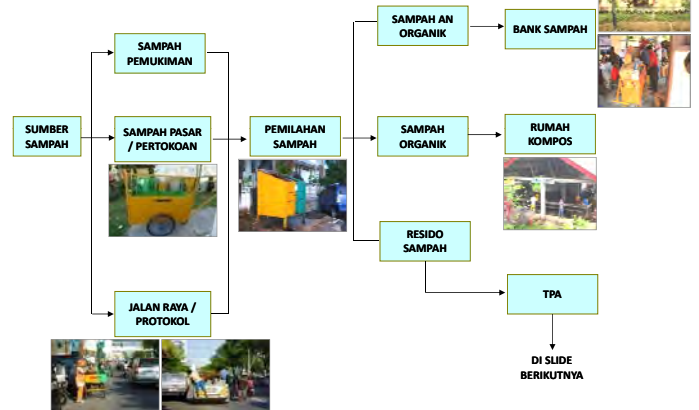 SAMPAH AN
ORGANIK
BANK SAMPAH
SAMPAH
PEMUKIMAN
SUMBER
SAMPAH
SAMPAH PASAR
/ PERTOKOAN
PEMILAHAN
SAMPAH
SAMPAH
ORGANIK
RUMAH
KOMPOS
RESIDO
SAMPAH
JALAN RAYA /
PROTOKOL
TPA
DI SLIDE
BERIKUTNYA